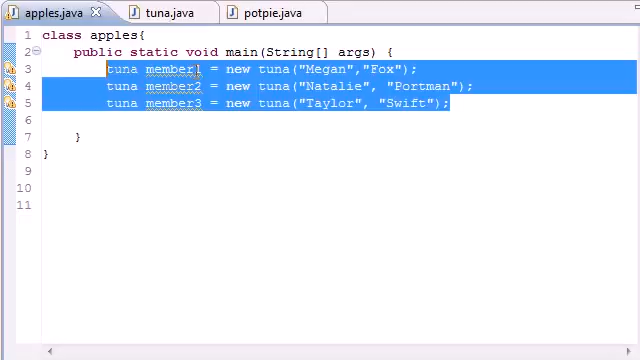 apples.java tuna.java potpie.java
1 class apples{
2 public static void main(String[] args) {
3 tuna member1 = new tuna("Megan","Fox");
4 tuna member2 = new tuna("Natalie", "Portman");
5 tuna member3 = new tuna("Taylor", "Swift");
6
7 }
8 }
9
10
11